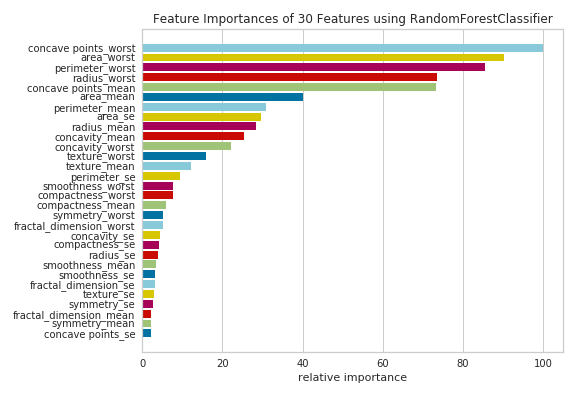 Feature Importances of 30 Features using RandomForestClassifier
concave points_worst
area_worst
perimeter_worst
radius_worst
concave points_mean
area_mean
perimeter_mean
area_se
radius_mean
concavity_mean
concavity_worst
texture_worst
texture_mean
perimeter_se
smoothness_worst
compactness_worst
compactness_mean
symmetry_worst
fractal_dimension_worst
concavity_se
compactness_se
radius_se
smoothness_mean
smoothness_se
fractal_dimension_se
texture_se
symmetry_se
fractal_dimension_mean
symmetry_mean
concave points_se
0 20 40 60 80 100
relative importance